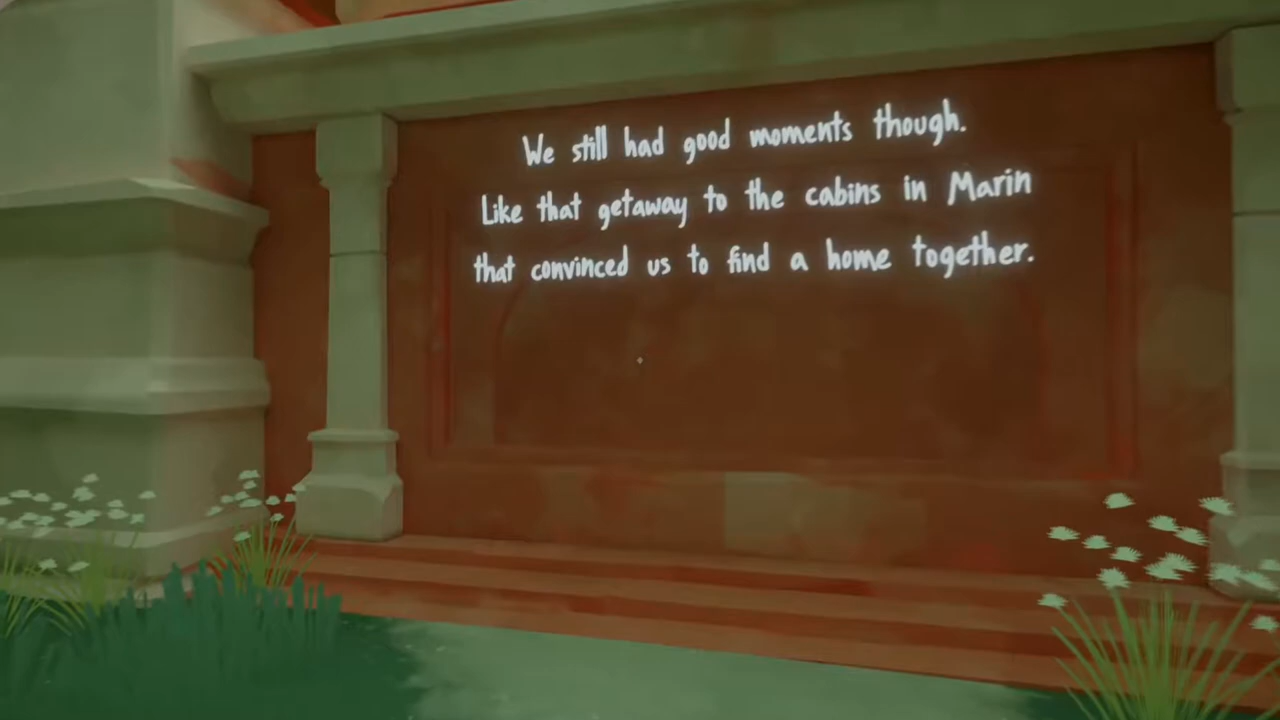 We still had good moments though.
Like that getaway to the cabins in Marin
that convinced us to find a home together.